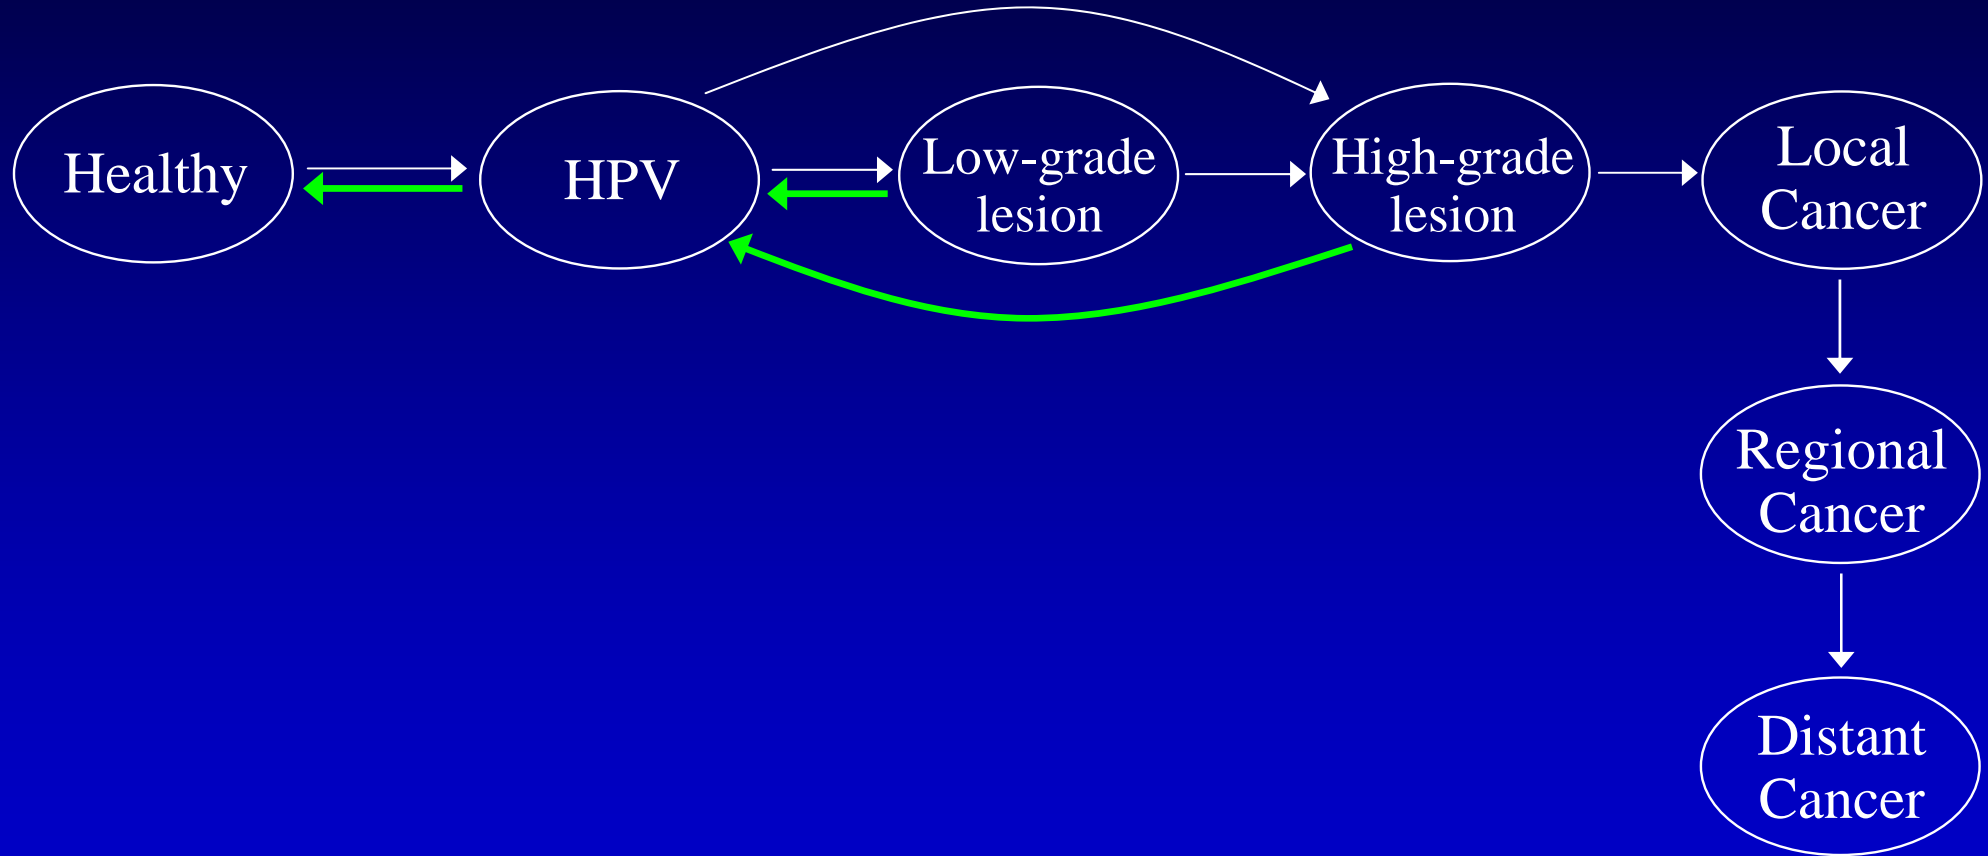 Healthy
HPV
Low-grade
lesion
High-grade
lesion
Local
Cancer
Regional
Cancer
Distant
Cancer